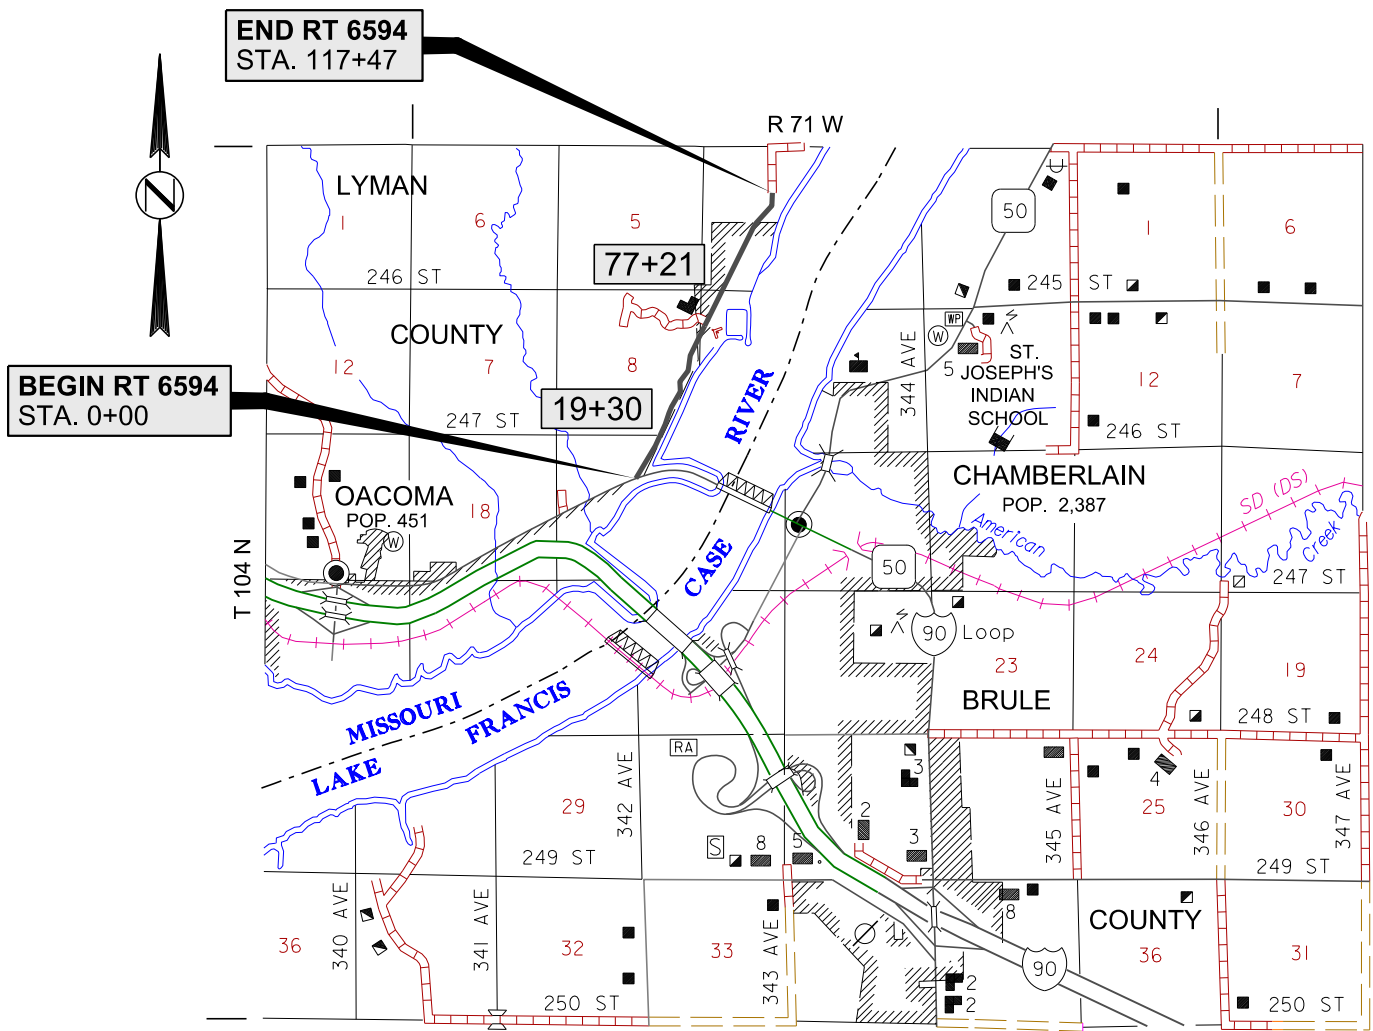 END RT 6594
STA. 117+47
R 71 W
N
LYMAN
1
6
5
50
1
6
77+21
246 ST
245 ST
COUNTY
WP
W
344 AVE
5
ST.
JOSEPH'S
INDIAN
SCHOOL
12
7
8
12
7
BEGIN RT 6594
STA. 0+00
19+30
247 ST
RIVER
246 ST
CHAMBERLAIN
POP. 2,387
OACOMA
POP. 451
W
18
SD (DS)
American
Creek
T 104 N
CASE
50
247 ST
90
Loop
23
24
19
BRULE
MISSOURI
FRANCIS
LAKE
248 ST
RA
342 AVE
29
3
2
3
4
345 AVE
25
346 AVE
30
347 AVE
S
8
5
249 ST
249 ST
8
COUNTY
36
340 AVE
341 AVE
32
33
343 AVE
90
36
31
2
2
250 ST
250 ST